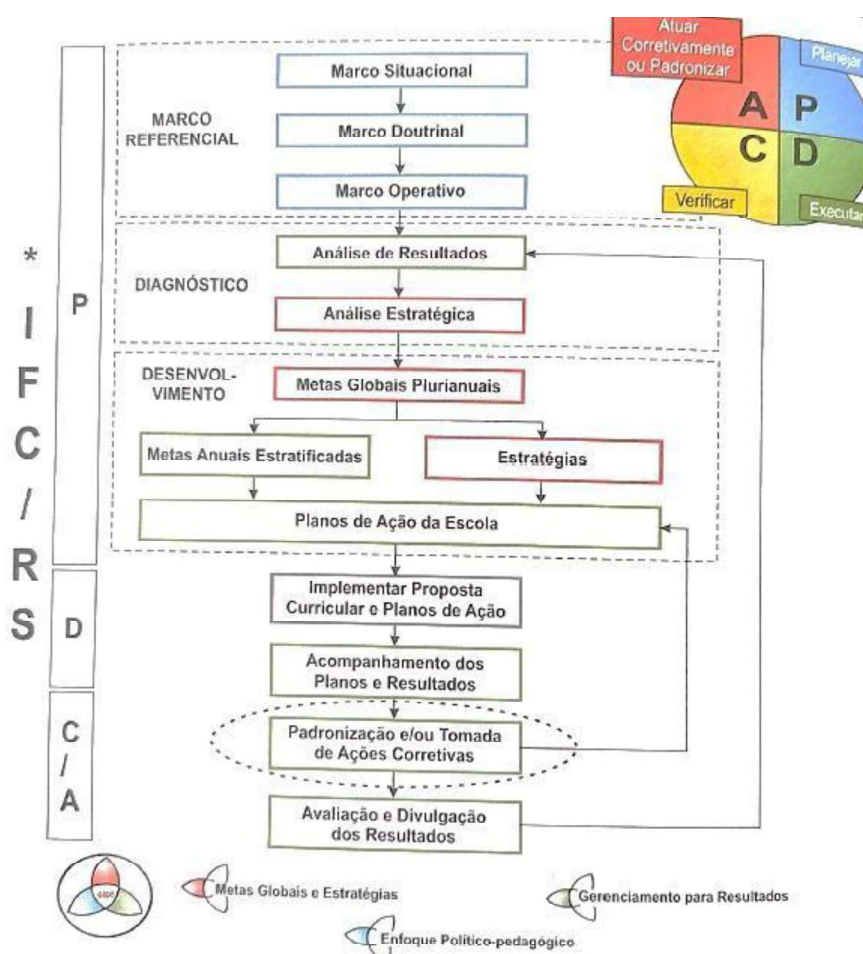 Atuar
Corretivamente
ou Padronizar
Planejar
A
P
C
D
Verificar
Executar
MARCO
REFERENCIAL
Marco Situacional
Marco Doutrinal
Marco Operativo
DIAGNÓSTICO
Análise de Resultados
Análise Estratégica
DESENVOL-
VIMENTO
Metas Globais Plurianuais
Metas Anuais Estratificadas
Estratégias
Planos de Ação da Escola
Implementar Proposta
Curricular e Planos de Ação
Acompanhamento dos
Planos e Resultados
Padronização e/ou Tomada
de Ações Corretivas
Avaliação e Divulgação
dos Resultados
* IFC/RS
P
D
C/A
Metas Globais e Estratégias
Enfoque Político-pedagógico
Gerenciamento para Resultados